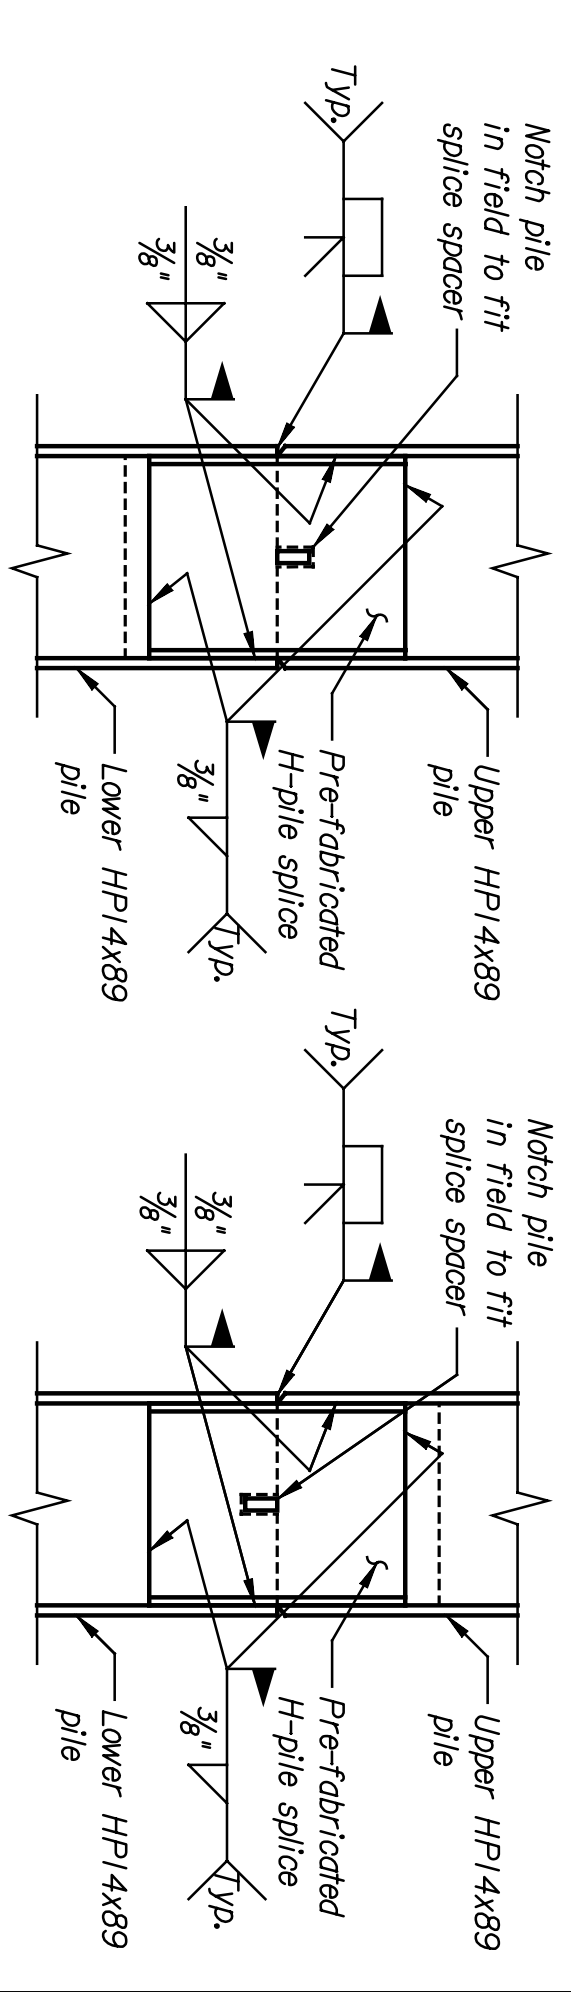 Notch pile
in field to fit
splice spacer
Typ.
3/8"
3/8"
Upper HP14x89
pile
Pre-fabricated
H-pile splice
3/8"
Typ.
Lower HP14x89
pile
Notch pile
in field to fit
splice spacer
Typ.
3/8"
3/8"
Upper HP14x89
pile
Pre-fabricated
H-pile splice
3/8"
Typ.
Lower HP14x89
pile